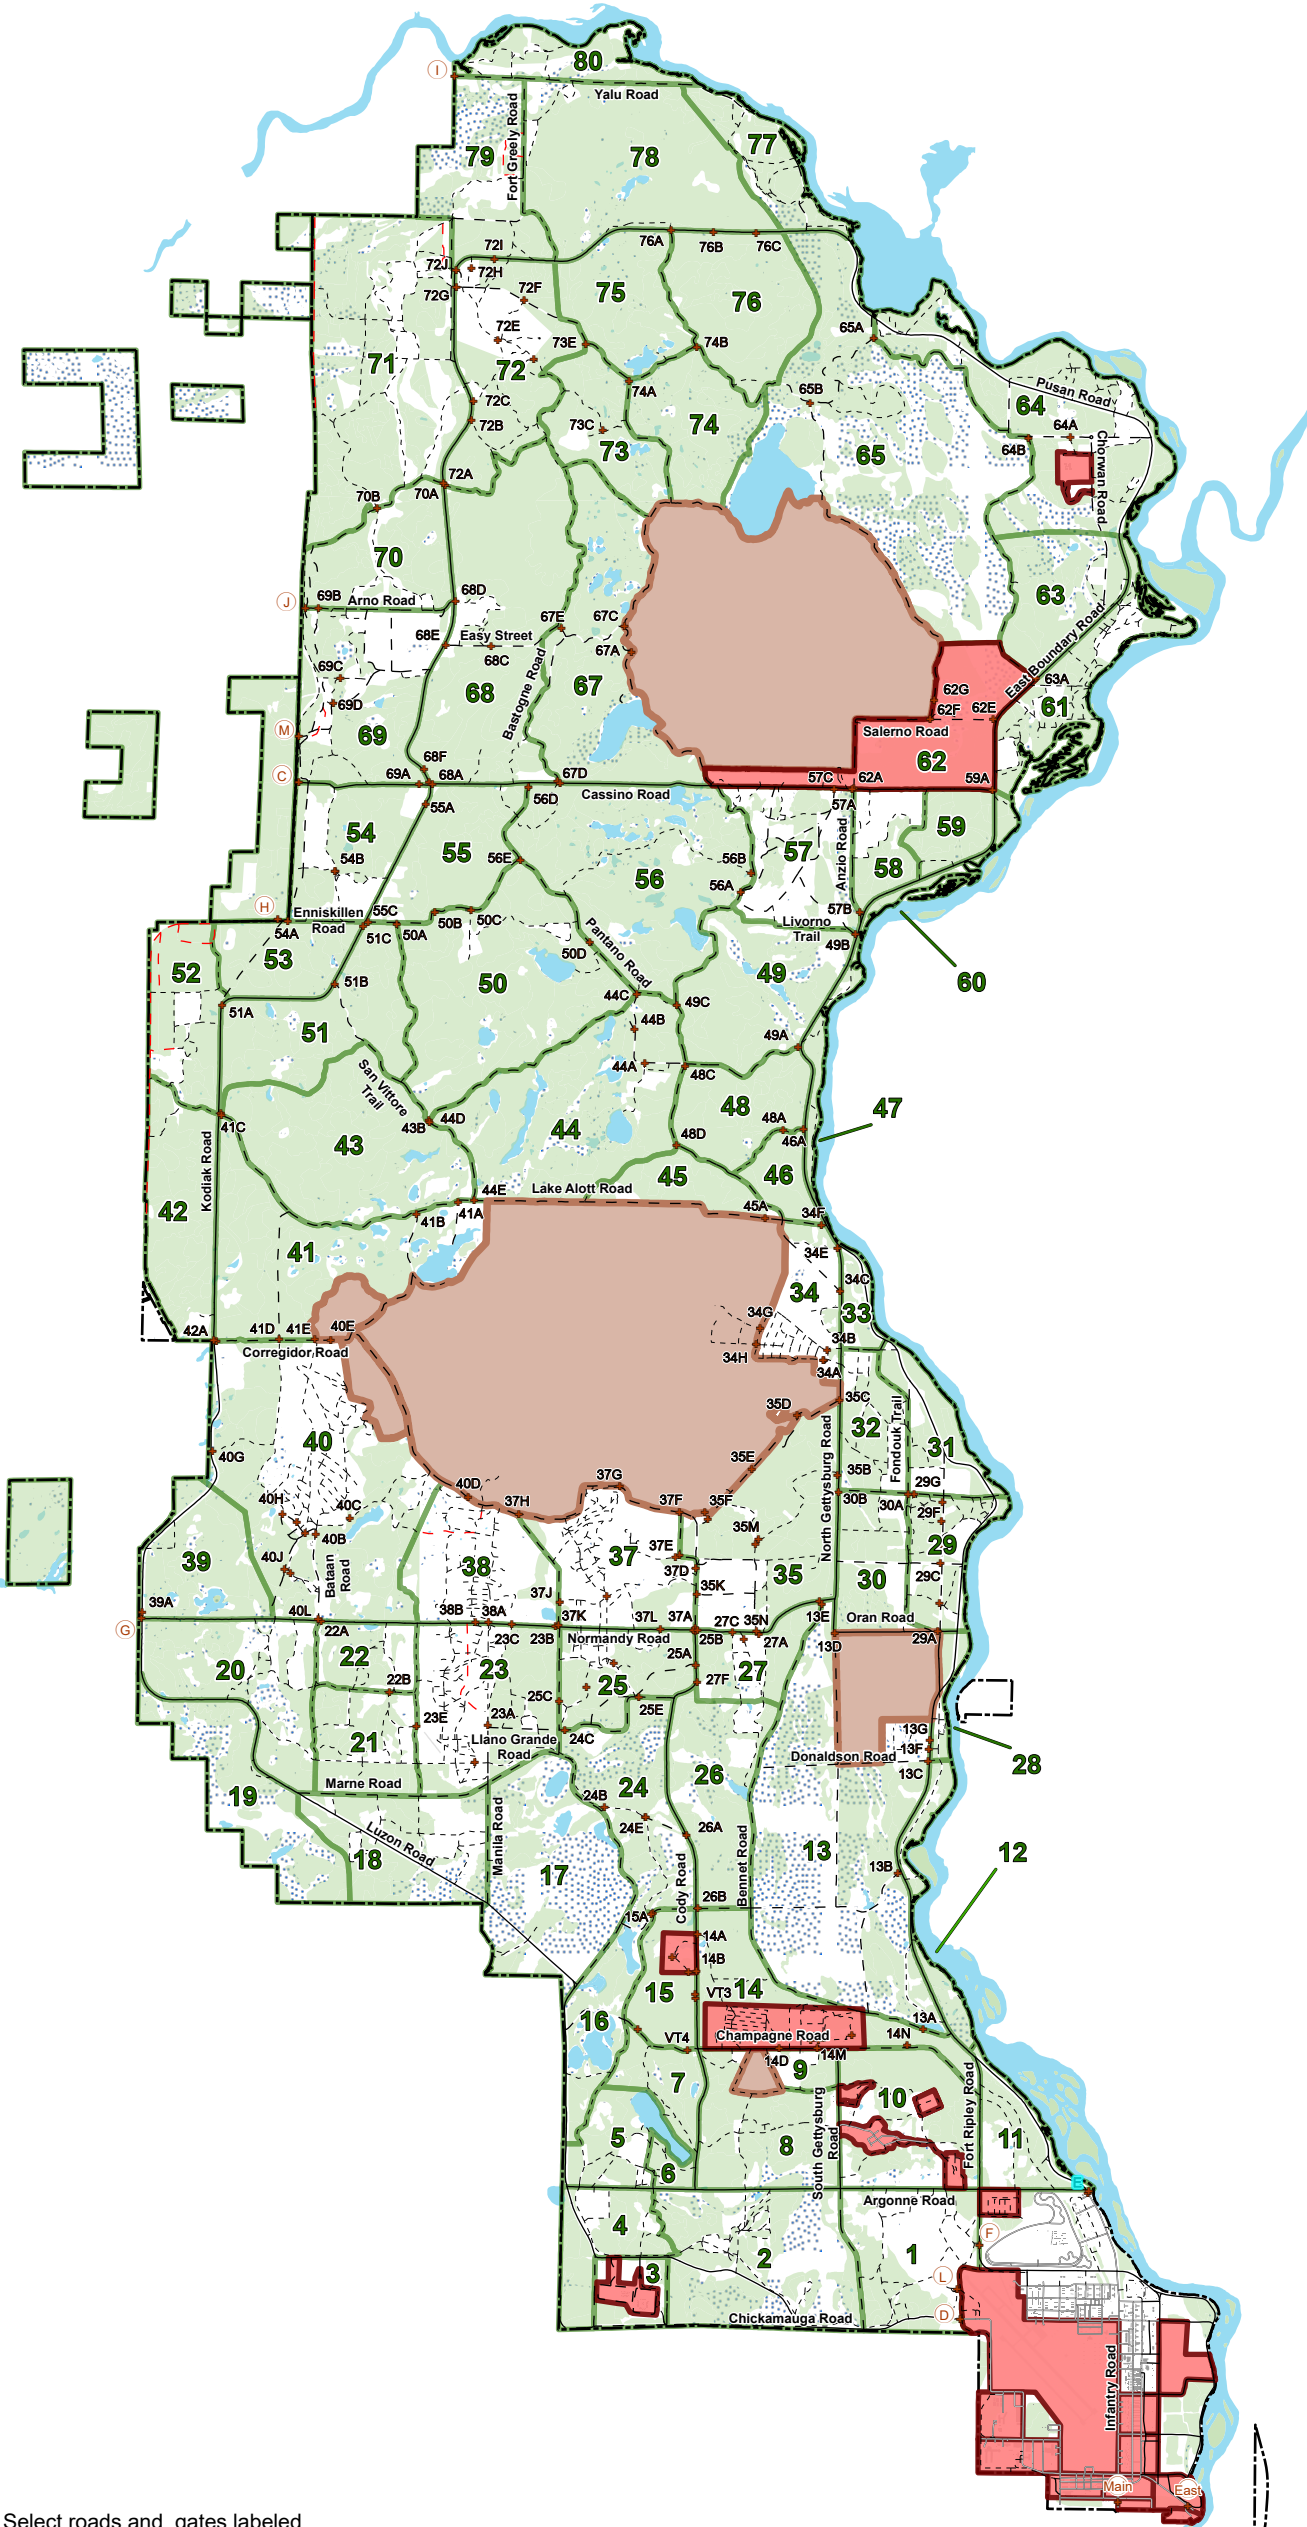 80
I
Yalu Road
Fort Greely Road
77
79
78
76A
76B
76C
72I
72J
72H
72G
72F
75
76
72E
73E
74B
65A
71
72
74A
65B
Pusan Road
64
72C
72B
73C
73
74
65
64A
64B
Chorwan Road
72A
70A
70B
70
63
J
69B
Arno Road
68D
67E
67C
68E
Easy Street
68C
67A
East Boundary Road
69C
69D
Bastogne Road
68
67
63A
61
62G
62F
62E
M
69
Salerno Road
62
C
69A
68F
68A
67D
56D
Cassino Road
57C
62A
59A
55A
57A
54
55
56
57
Anzio Road
58
59
54B
56E
56B
56A
H
Enniskillen
Road
54A
55C
51C
50A
50B
50C
57B
Livorno
Trail
49B
60
53
52
50D
Pantano Road
51B
50
49
51A
44C
49C
51
44B
49A
San Vittore
Trail
44A
48C
48
47
41C
43B
44D
44
48A
46A
43
48D
Kodiak Road
45
46
42
44E
Lake Alott Road
41A
41B
45A
34F
41
34E
34C
34
33
42A
41D
41E
40E
Corregidor Road
34G
34B
34H
34A
35C
35D
32
Fondouk Trail
31
40
40G
35E
North Gettysburg Road
35B
40D
37G
29G
40H
40C
37H
37F
35F
30B
30A
29F
40B
35M
39
40J
Bataan
Road
37E
37
37D
29
38
35
30
29C
35K
39A
37J
G
40L
38B
38A
37K
37L
37A
27C
35N
13E
Oran Road
22A
23C
23B
Normandy Road
25B
27A
13D
29A
20
22
23
25A
27
22B
25
27F
25C
25E
23E
23A
13G
21
Llano Grande
Road
24C
13F
Donaldson Road
28
13C
Marne Road
26
19
24B
24
24E
Luzon Road
Manila Road
26A
13
12
18
17
Cody Road
Bennet Road
13B
26B
15A
14A
14B
15
VT3
14
16
13A
VT4
Champagne Road
14N
14D
14M
7
9
10
Fort Ripley Road
5
8
South Gettysburg
Road
11
6
E
Argonne Road
4
F
2
1
3
L
Chickamauga Road
D
Infantry Road
Main
East
Select roads and gates labeled